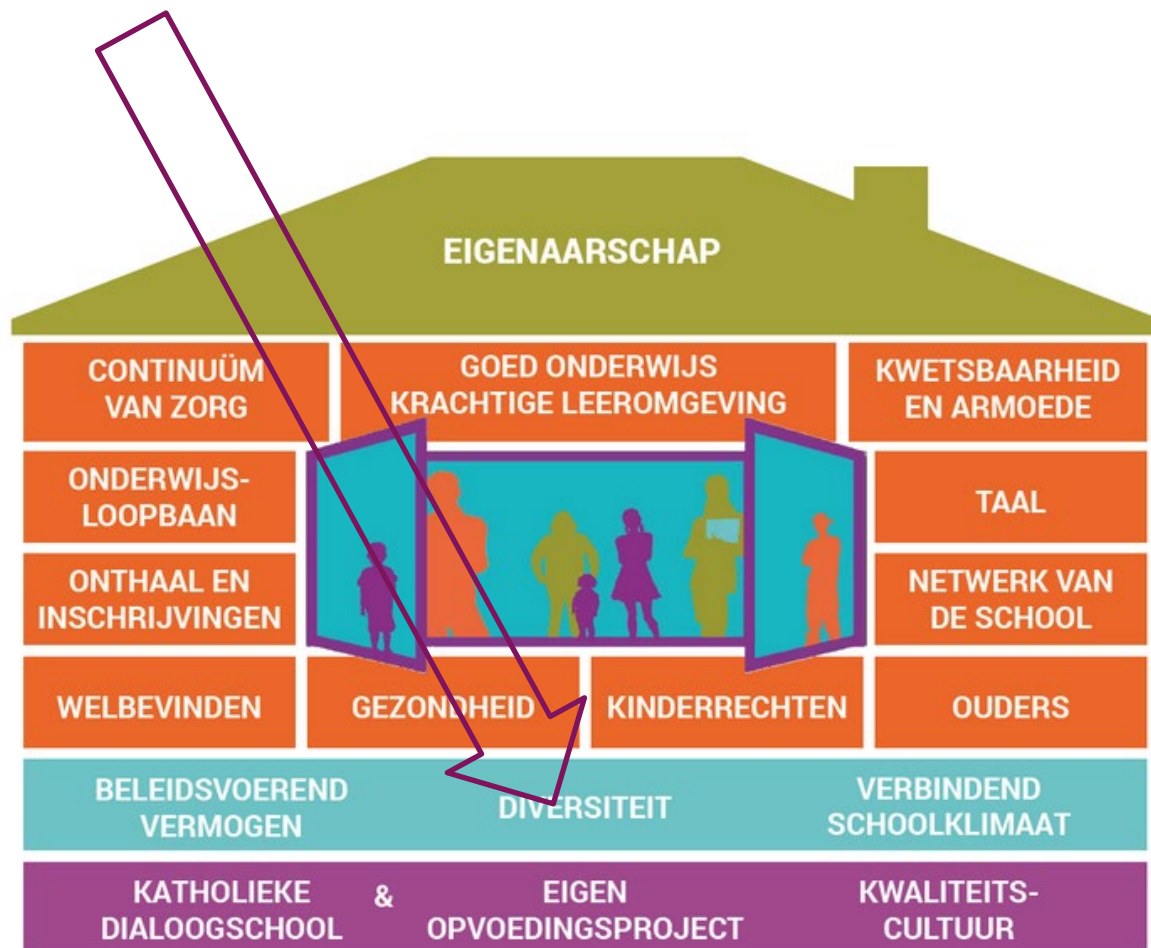 EIGENAARSCHAP
CONTINUÜM
VAN ZORG
GOED ONDERWIJS
KRACHTIGE LEEROMGEVING
KWETSBAARHEID
EN ARMOEDE
ONDERWIJS-
LOOPBAAN
TAAL
ONTHAAL EN
INSCHRIJVINGEN
NETWERK VAN
DE SCHOOL
WELBEVINDEN
GEZONDHEID
KINDERRECHTEN
OUDERS
BELEIDSVOEREND
VERMOGEN
DIVERSITEIT
VERBINDEND
SCHOOLKLIMAAT
KATHOLIEKE
DIALOOGSCHOOL
&
EIGEN
OPVOEDINGSPROJECT
KWALITEITS-
CULTUUR